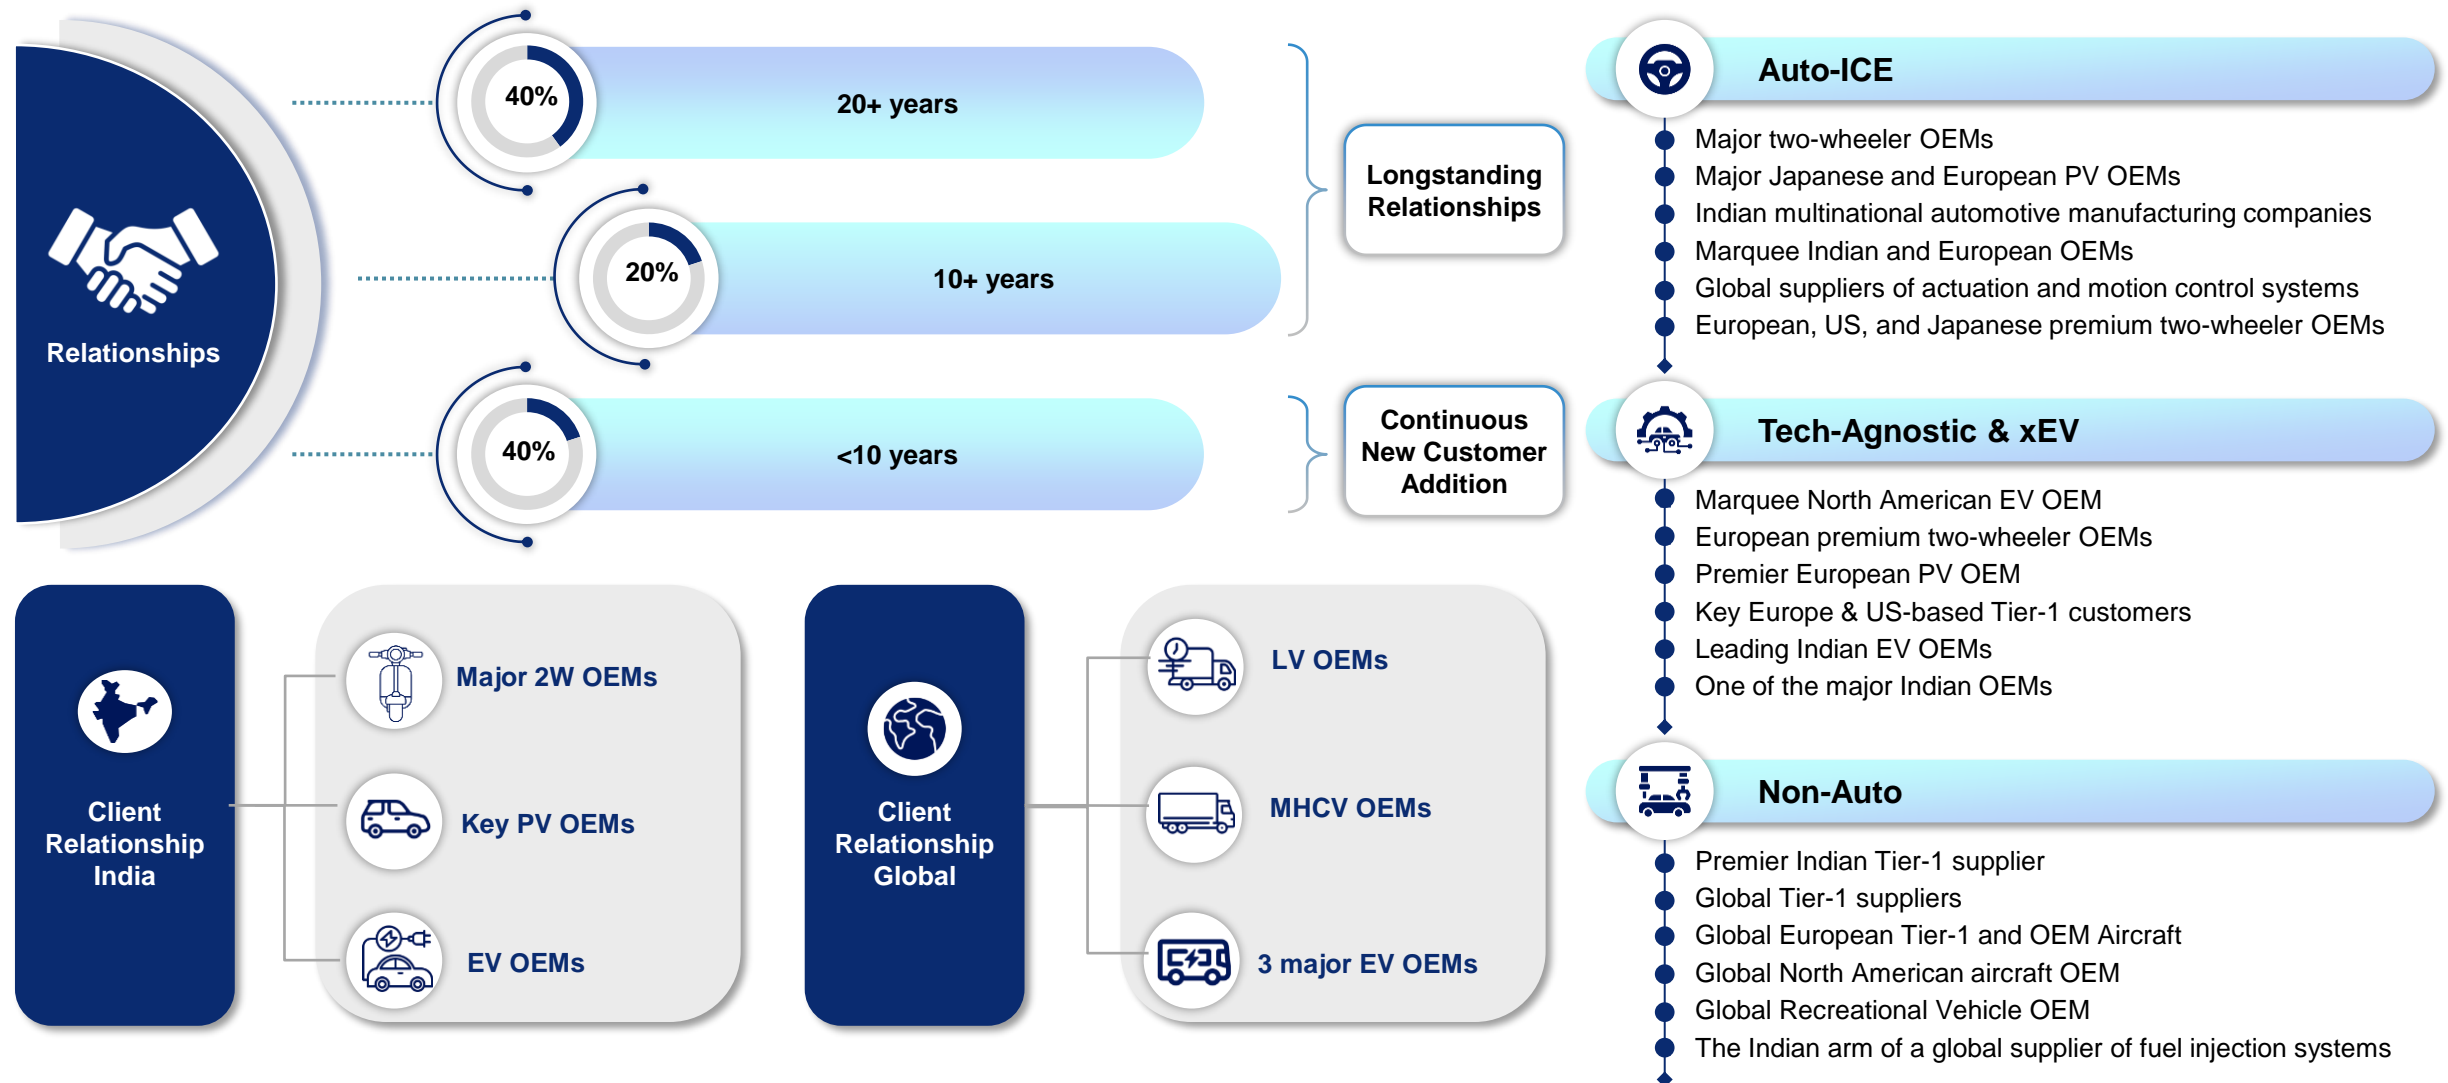 Relationships
40%
20+ years
20%
10+ years
40%
<10 years
Longstanding
Relationships
Continuous
New Customer
Addition
Client
Relationship
India
Major 2W OEMs
Key PV OEMs
EV OEMs
Client
Relationship
Global
LV OEMs
MHCV OEMs
3 major EV OEMs
Auto-ICE
Major two-wheeler OEMs
Major Japanese and European PV OEMs
Indian multinational automotive manufacturing companies
Marquee Indian and European OEMs
Global suppliers of actuation and motion control systems
European, US, and Japanese premium two-wheeler OEMs
Tech-Agnostic & xEV
Marquee North American EV OEM
European premium two-wheeler OEMs
Premier European PV OEM
Key Europe & US-based Tier-1 customers
Leading Indian EV OEMs
One of the major Indian OEMs
Non-Auto
Premier Indian Tier-1 supplier
Global Tier-1 suppliers
Global European Tier-1 and OEM Aircraft
Global North American aircraft OEM
Global Recreational Vehicle OEM
The Indian arm of a global supplier of fuel injection systems